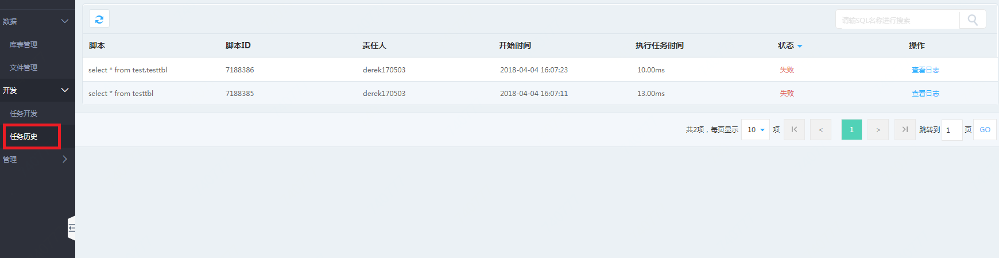 数据
库表管理
文件管理
开发
任务开发
任务历史
管理
请输SQL名称进行搜索
脚本 脚本ID 责任人 开始时间 执行任务时间 状态 操作
select * from test.testtbl 7188386 derek170503 2018-04-04 16:07:23 10.00ms 失败 查看日志
select * from testtbl 7188385 derek170503 2018-04-04 16:07:11 13.00ms 失败 查看日志
共2项，每页显示 10 项 < 1 > 跳转到 1 页 GO